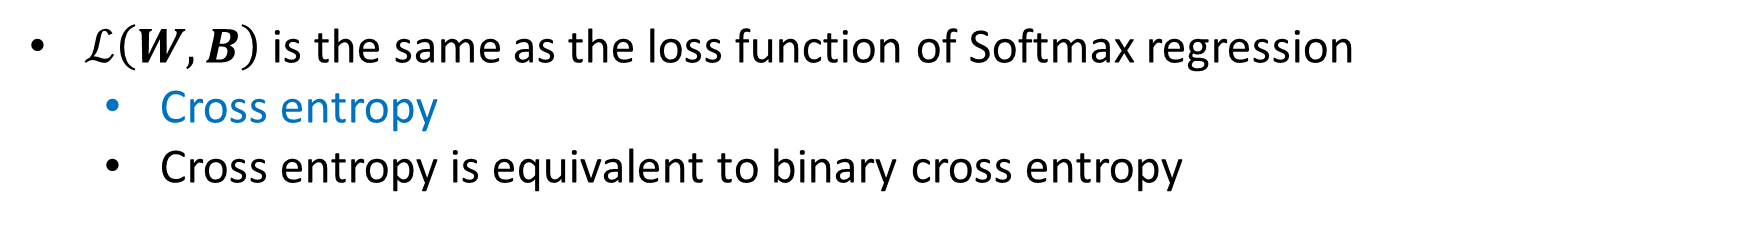 • ℒ(𝑾, 𝑩) is the same as the loss function of Softmax regression
• Cross entropy
• Cross entropy is equivalent to binary cross entropy